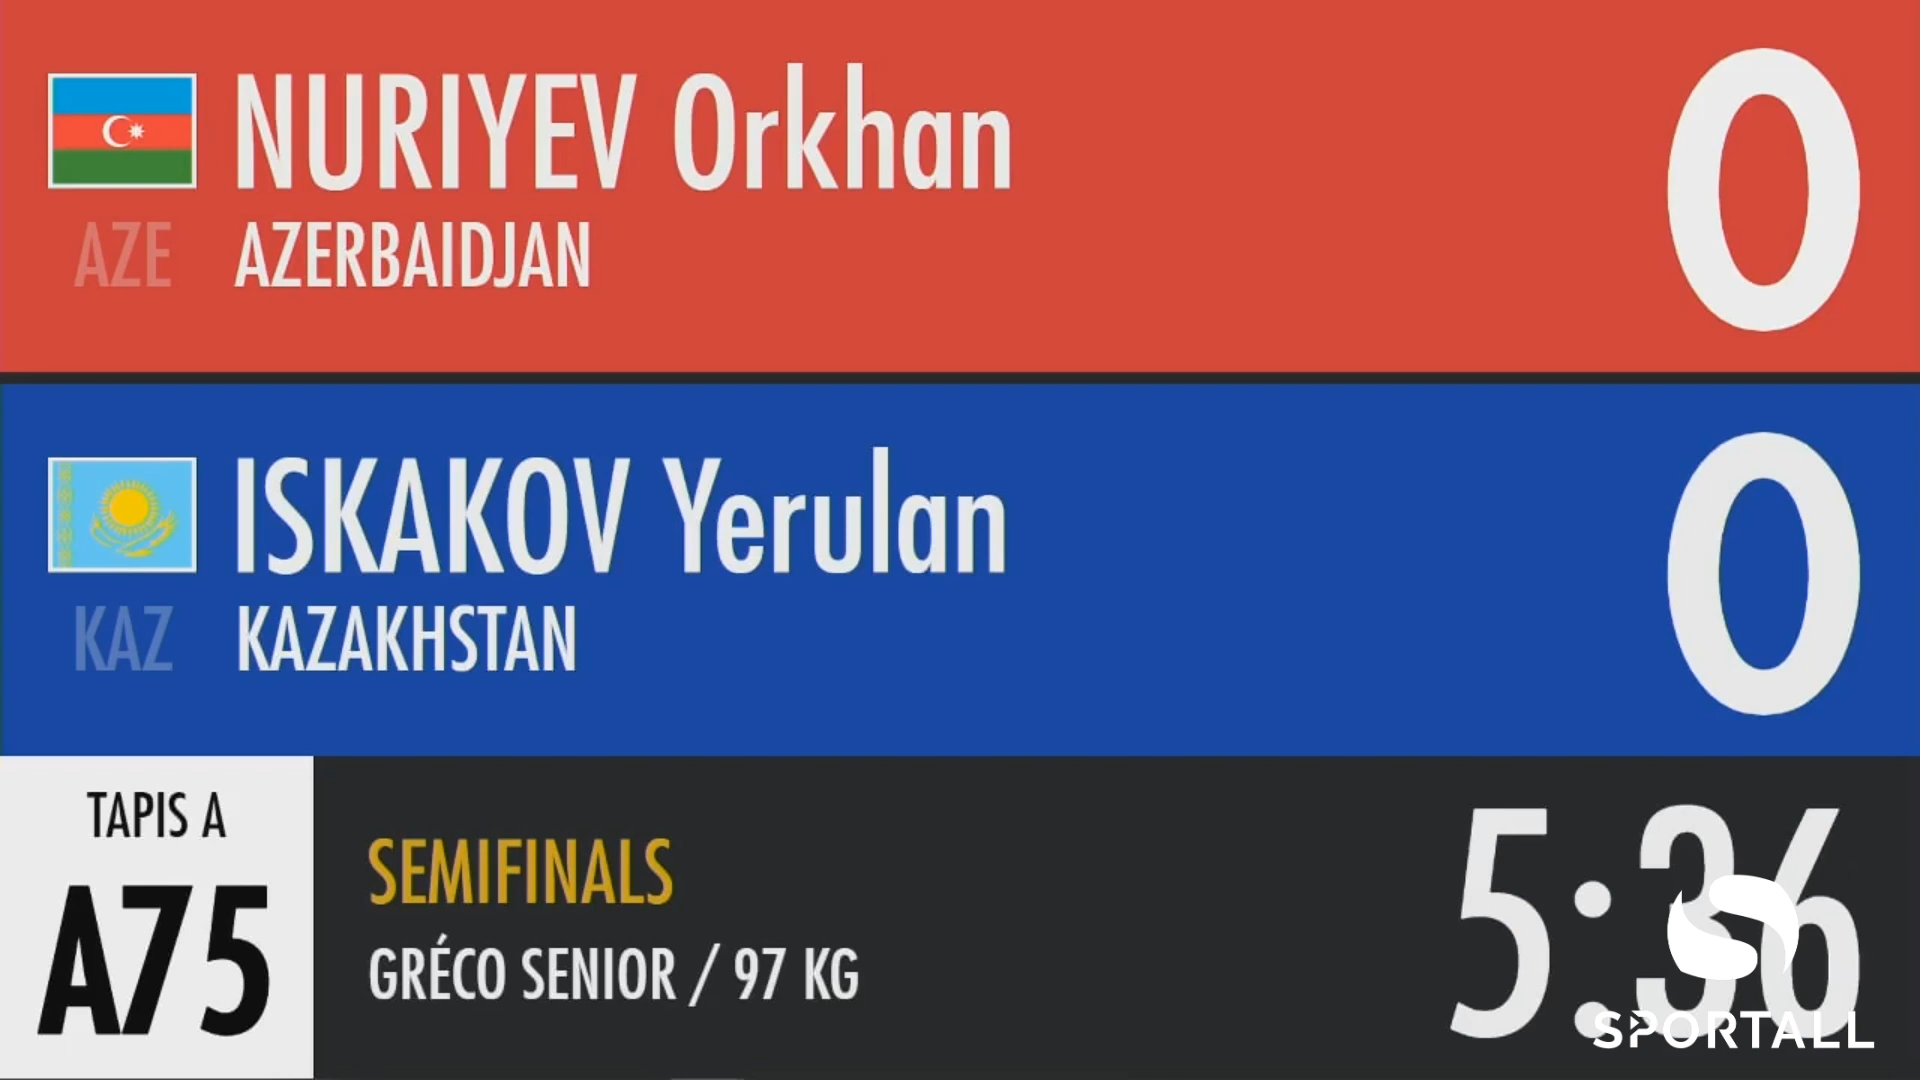 NURIYEV Orkhan
0
AZE
AZERBAIDJAN
ISKAKOV Yerulan
0
KAZ
KAZAKHSTAN
TAPIS A
A75
SEMIFINALS
GRÉCO SENIOR / 97 KG
5:36
SPORTALL